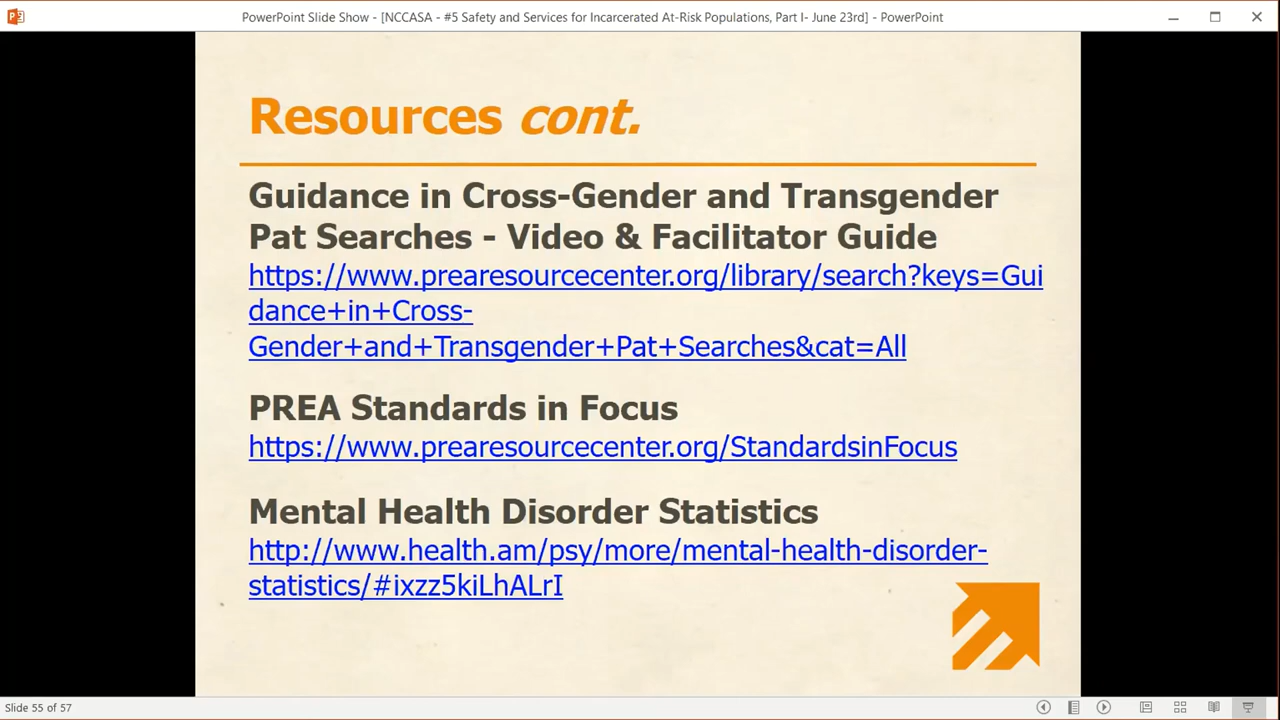 PowerPoint Slide Show - [NCCASA - #5 Safety and Services for Incarcerated At-Risk Populations, Part I- June 23rd] - PowerPoint
Resources cont.
Guidance in Cross-Gender and Transgender
Pat Searches - Video & Facilitator Guide
https://www.prearesourcecenter.org/library/search?keys=Gui
dance+in+Cross-
Gender+and+Transgender+Pat+Searches&cat=All
PREA Standards in Focus
https://www.prearesourcecenter.org/StandardsinFocus
Mental Health Disorder Statistics
http://www.health.am/psy/more/mental-health-disorder-
statistics/#ixzz5kiLhALrI
Slide 55 of 57